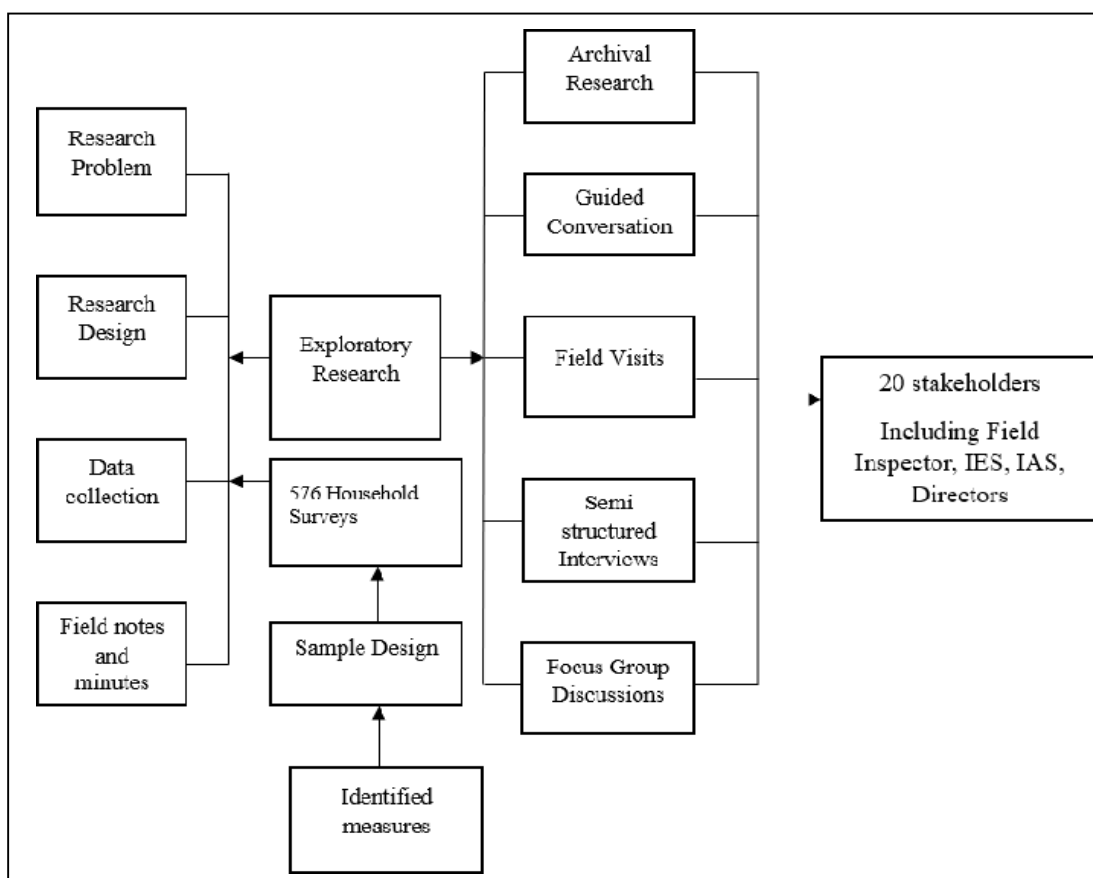 Archival
Research
Research
Problem
Guided
Conversation
Research
Design
Exploratory
Research
Field Visits
20 stakeholders
Including Field
Inspector, IES, IAS,
Directors
Data
collection
576 Household
Surveys
Semi
structured
Interviews
Field notes
and
minutes
Sample Design
Focus Group
Discussions
Identified
measures